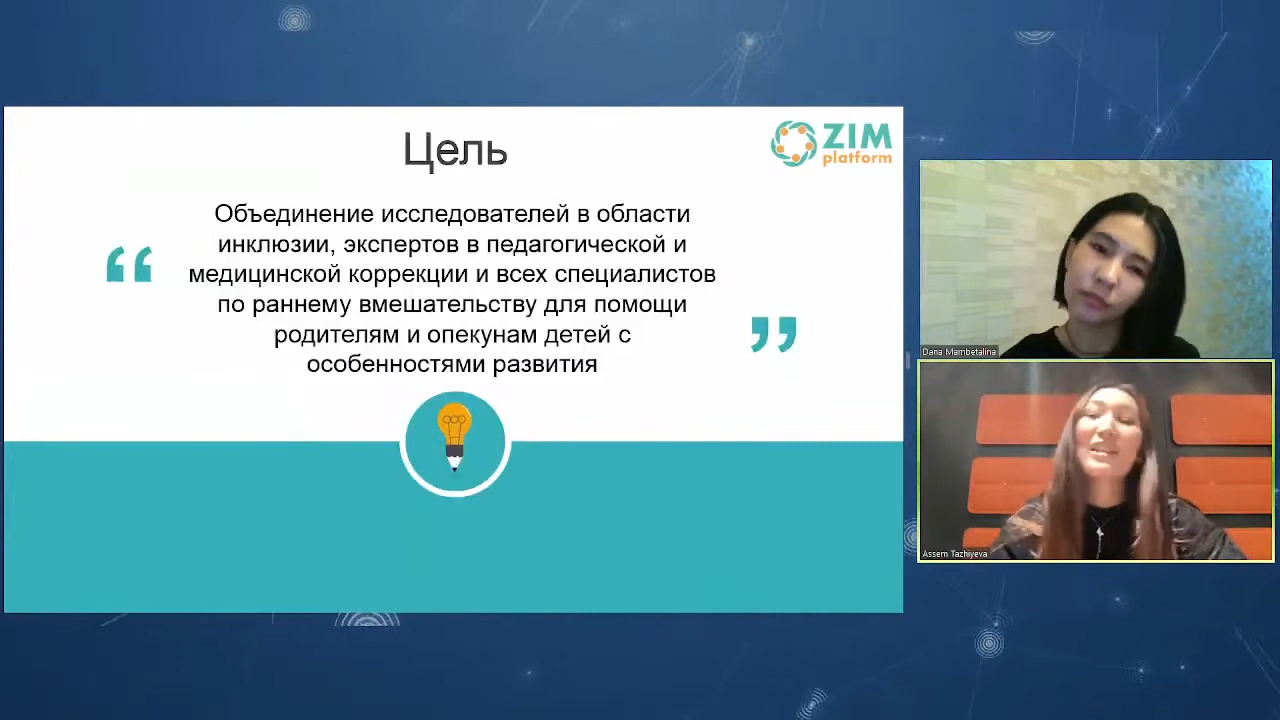 Цель
ZIM
platform
Объединение исследователей в области
инклюзии, экспертов в педагогической и
медицинской коррекции и всех специалистов
по раннему вмешательству для помощи
родителям и опекунам детей с
особенностями развития
Dana Mambetalina
Assem Tazhiyeva